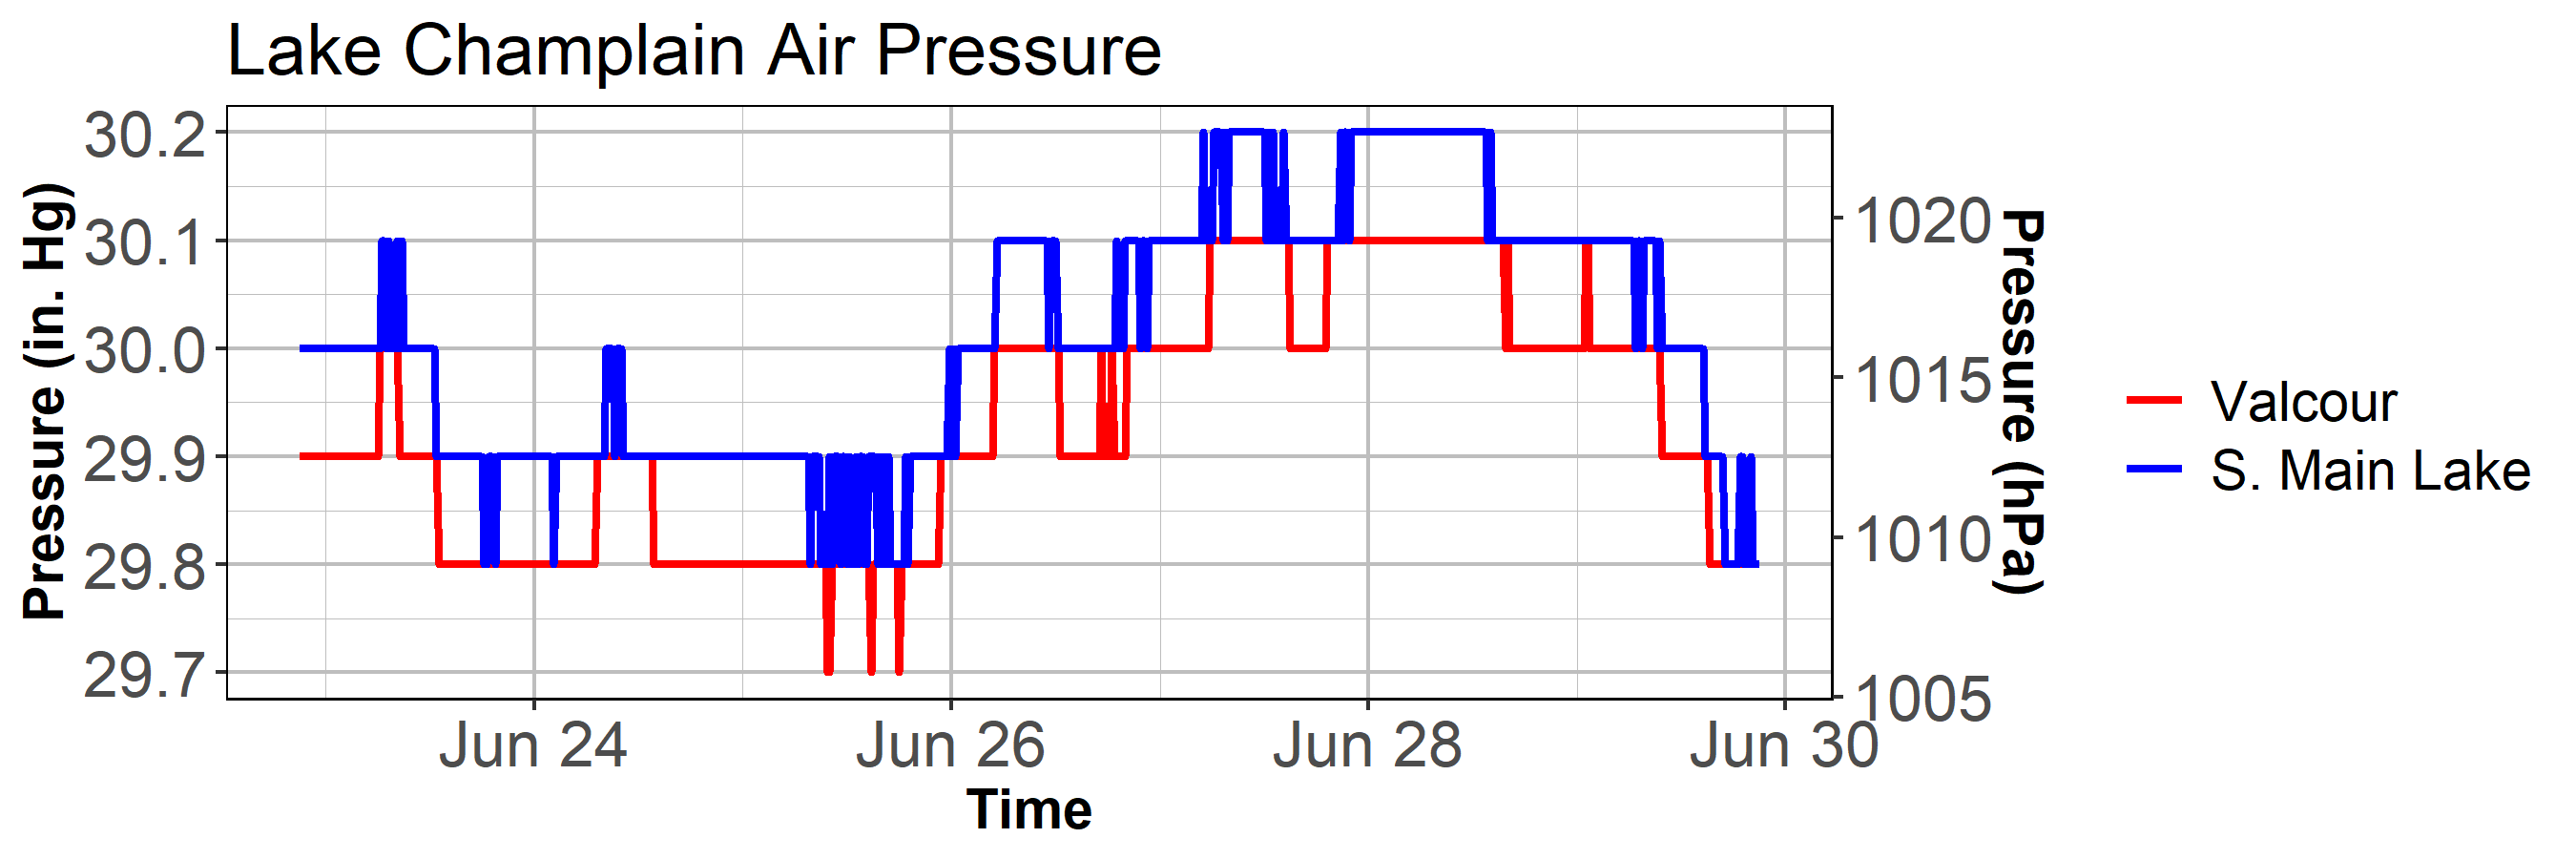 Lake Champlain Air Pressure
Pressure (in. Hg)
30.2
30.1
30.0
29.9
29.8
29.7
1020
1015
1010
1005
Pressure (hPa)
Jun 24
Jun 26
Jun 28
Jun 30
Time
Valcour
S. Main Lake